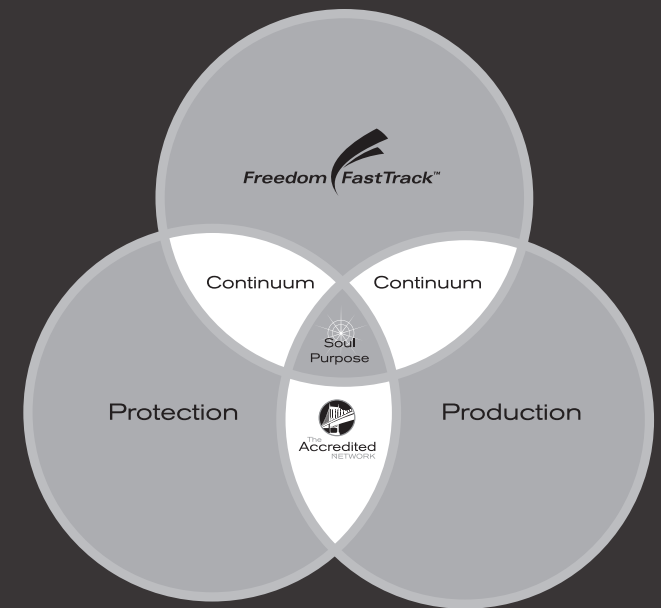 Freedom FastTrack™
Continuum
Continuum
Soul
Purpose
Protection
Production
The
Accredited
NETWORK